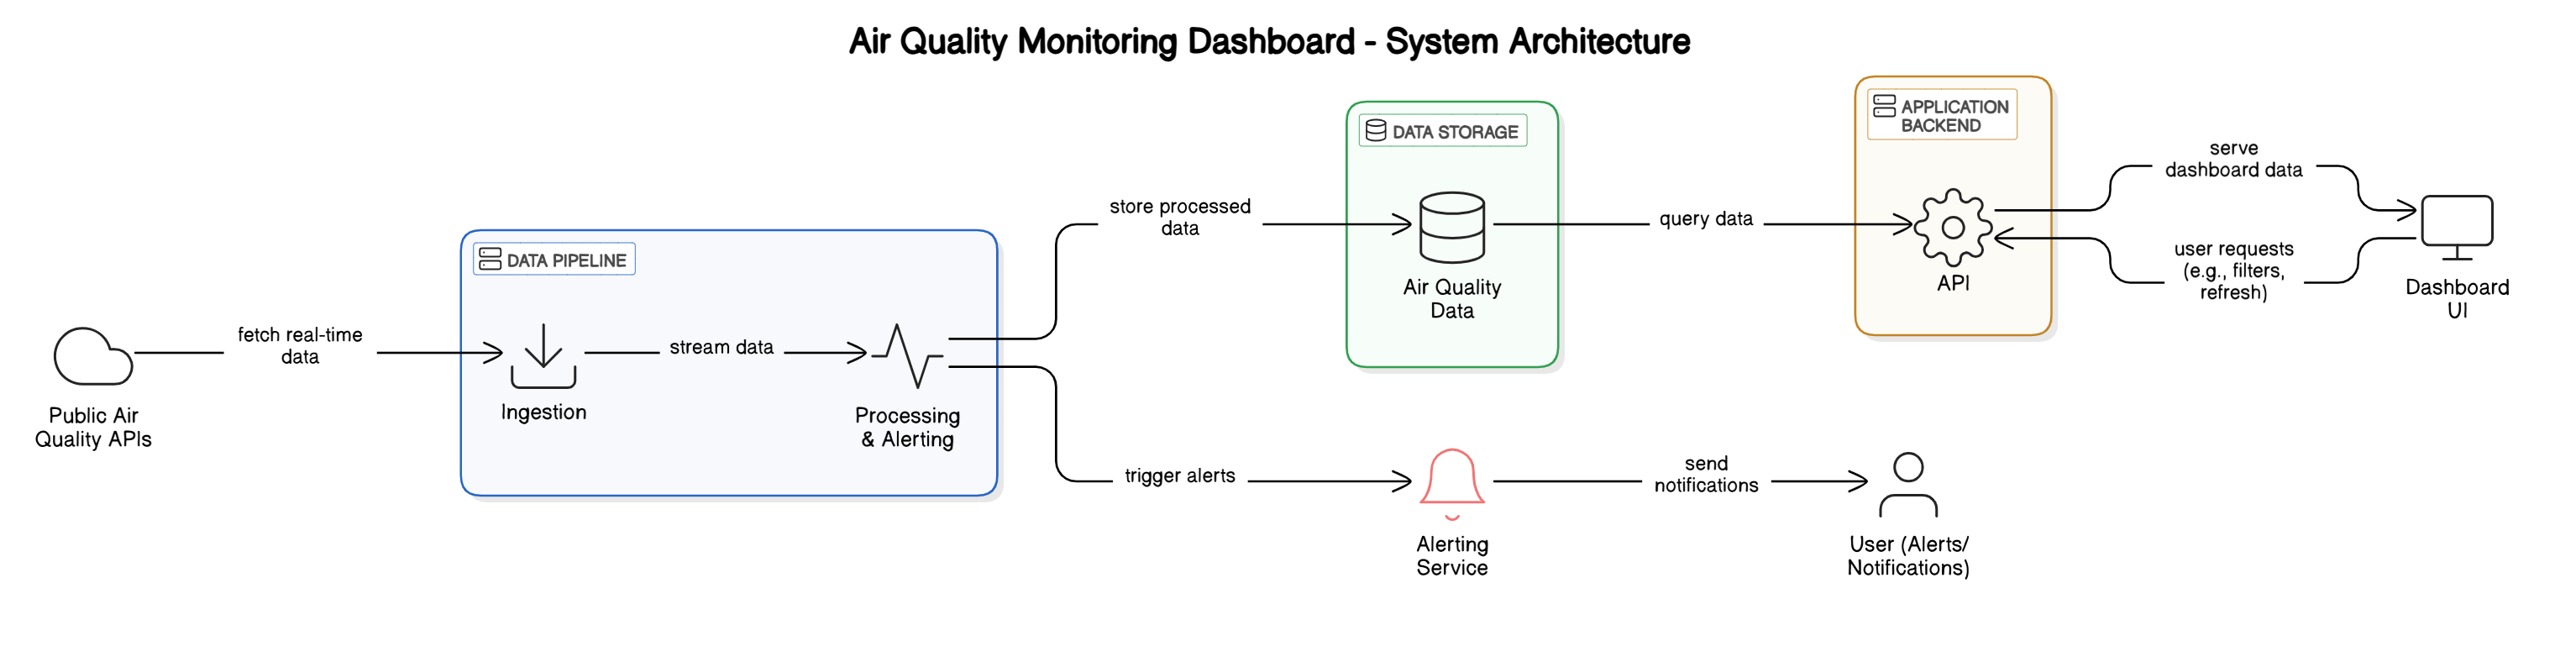 Air Quality Monitoring Dashboard - System Architecture
Public Air
Quality APIs
fetch real-time
data
DATA PIPELINE
Ingestion
stream data
Processing
& Alerting
store processed
data
trigger alerts
DATA STORAGE
Air Quality
Data
query data
Alerting
Service
send
notifications
User (Alerts/
Notifications)
APPLICATION
BACKEND
API
serve
dashboard data
user requests
(e.g., filters,
refresh)
Dashboard
UI